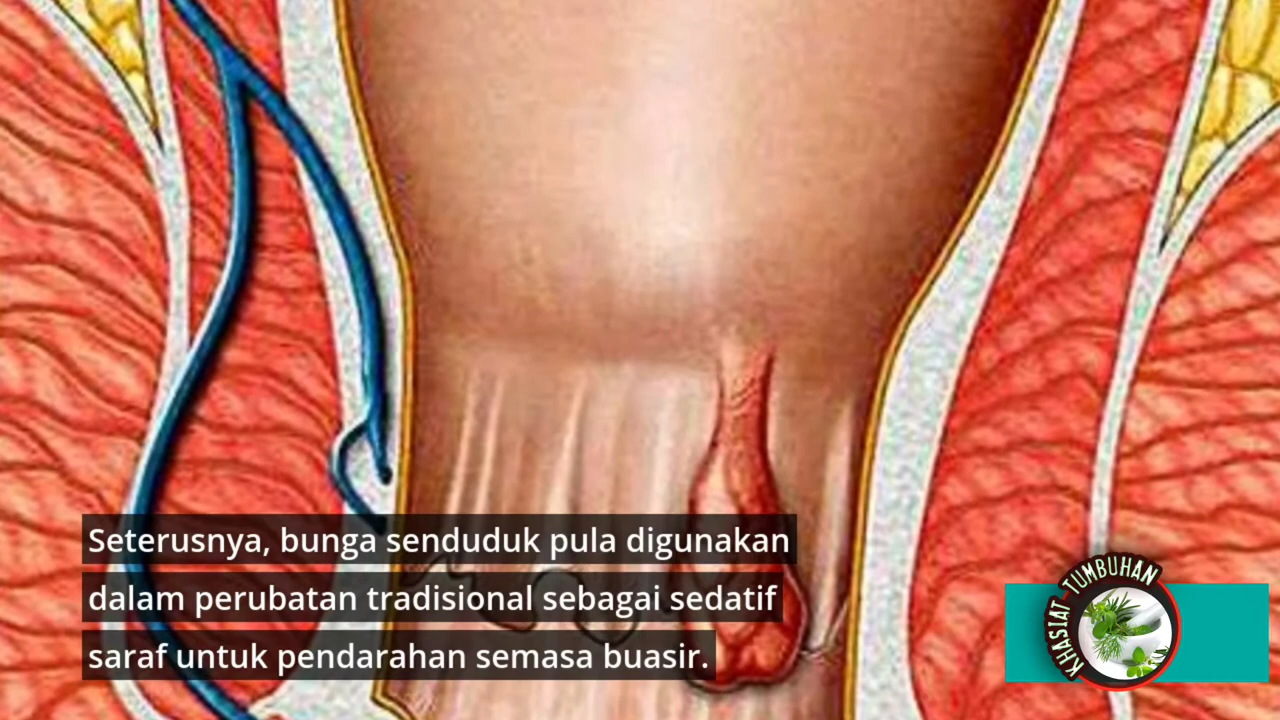 Seterusnya, bunga senduduk pula digunakan
dalam perubatan tradisional sebagai sedatif
saraf untuk pendarahan semasa buasir.
KHASIAT TUMBUHAN